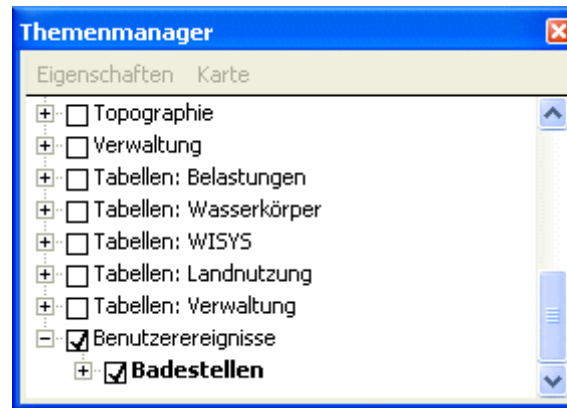 Themenmanager
Eigenschaften Karte
Topographie
Verwaltung
Tabellen: Belastungen
Tabellen: Wasserkörper
Tabellen: WISYS
Tabellen: Landnutzung
Tabellen: Verwaltung
Benutzerereignisse
Badestellen